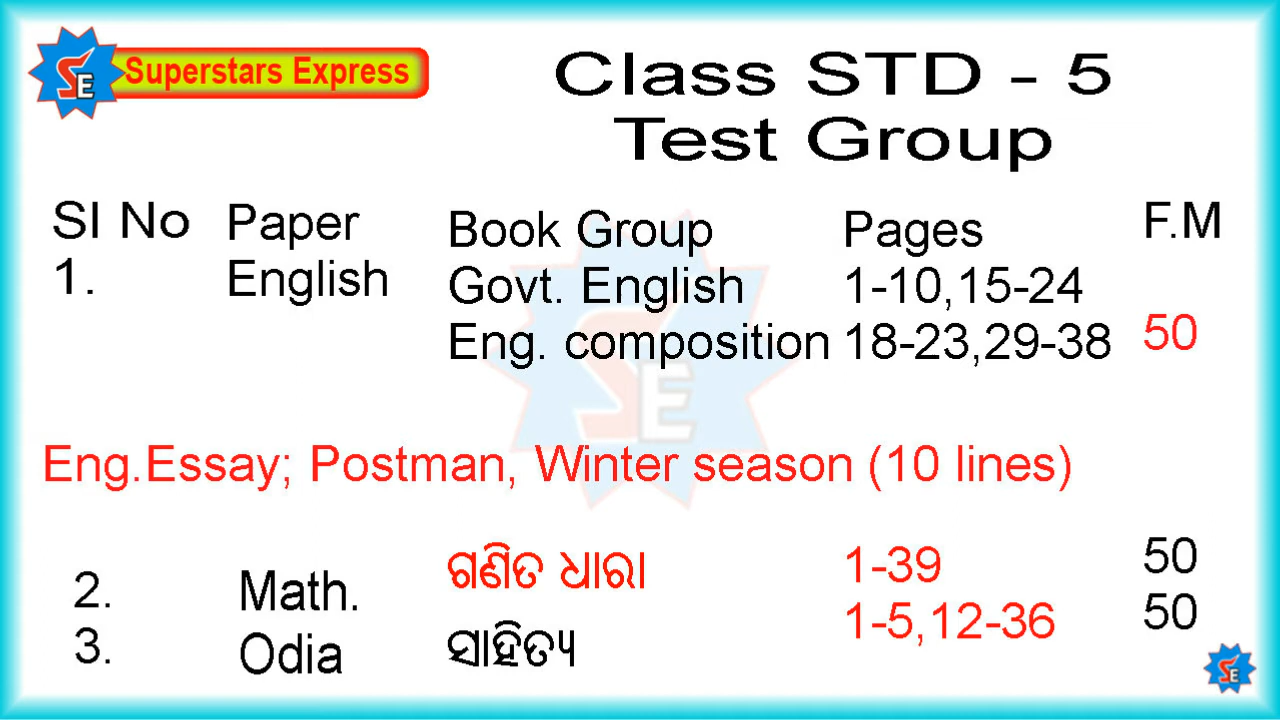 Superstars Express
Class STD - 5
Test Group
Sl No Paper Book Group Pages F.M
1. English Govt. English 1-10,15-24
Eng. composition 18-23,29-38 50
Eng.Essay; Postman, Winter season (10 lines)
2. Math. ଗଣିତ ଧାରା 1-39 50
3. Odia ସାହିତ୍ୟ 1-5,12-36 50
SE